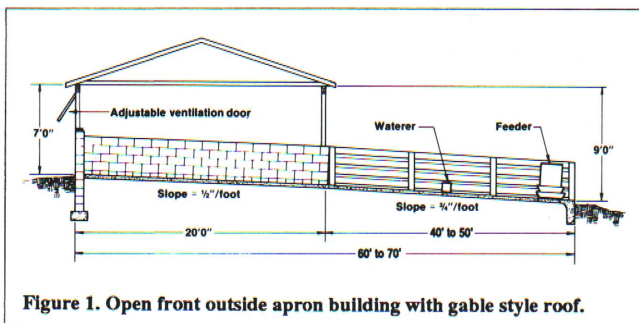 7'0"
Adjustable ventilation door
Waterer
Feeder
9'0"
Slope = ½"/foot
Slope = ¾"/foot
20'0"
40' to 50'
60' to 70'
Figure 1. Open front outside apron building with gable style roof.